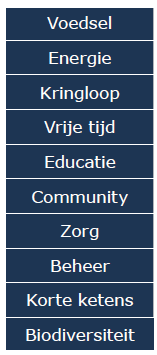 Voedsel
Energie
Kringloop
Vrije tijd
Educatie
Community
Zorg
Beheer
Korte ketens
Biodiversiteit